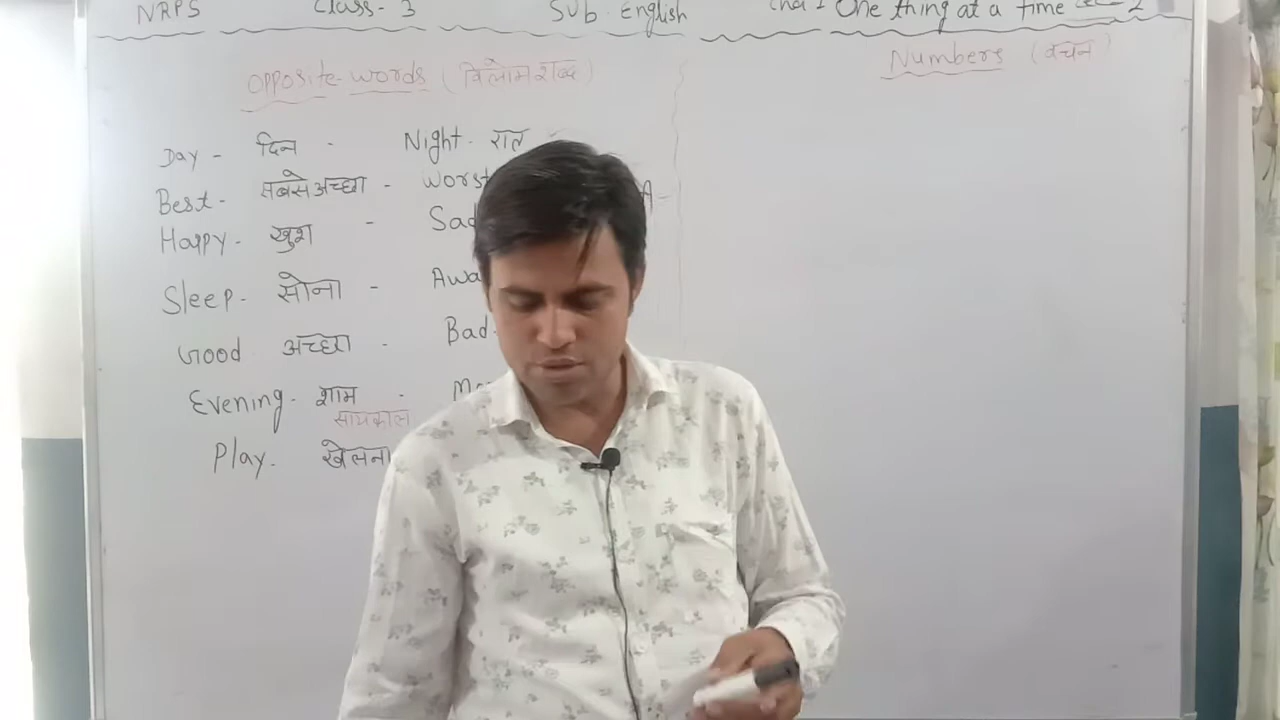 NRPS Class- 3 Sub. English One thing at a time
Opposite-words (विलोम शब्द)
Numbers (वचन)
Day - दिन - Night - रात
Best - सबसे अच्छा - Worst
Happy - खुश - Sad
Sleep - सोना - Awa
Good अच्छा - Bad.
Evening - शाम - Mo
सायंकाल
Play - खेलना